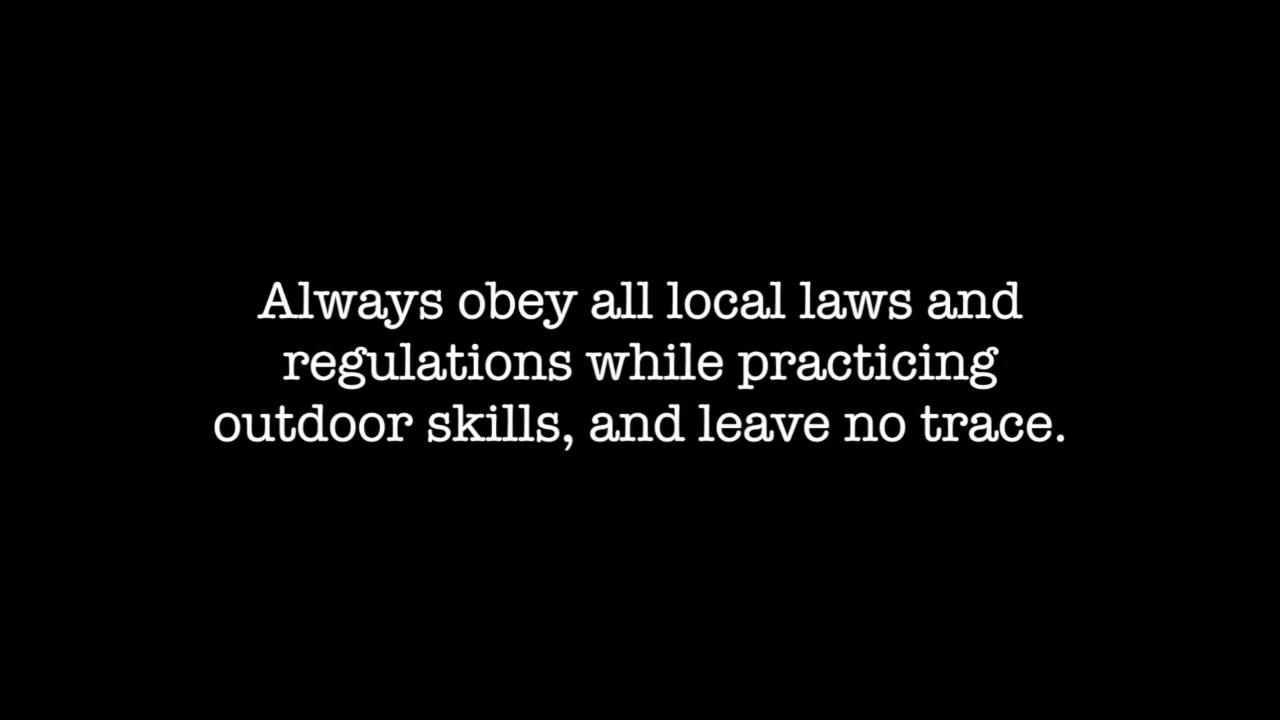 Always obey all local laws and
regulations while practicing
outdoor skills, and leave no trace.